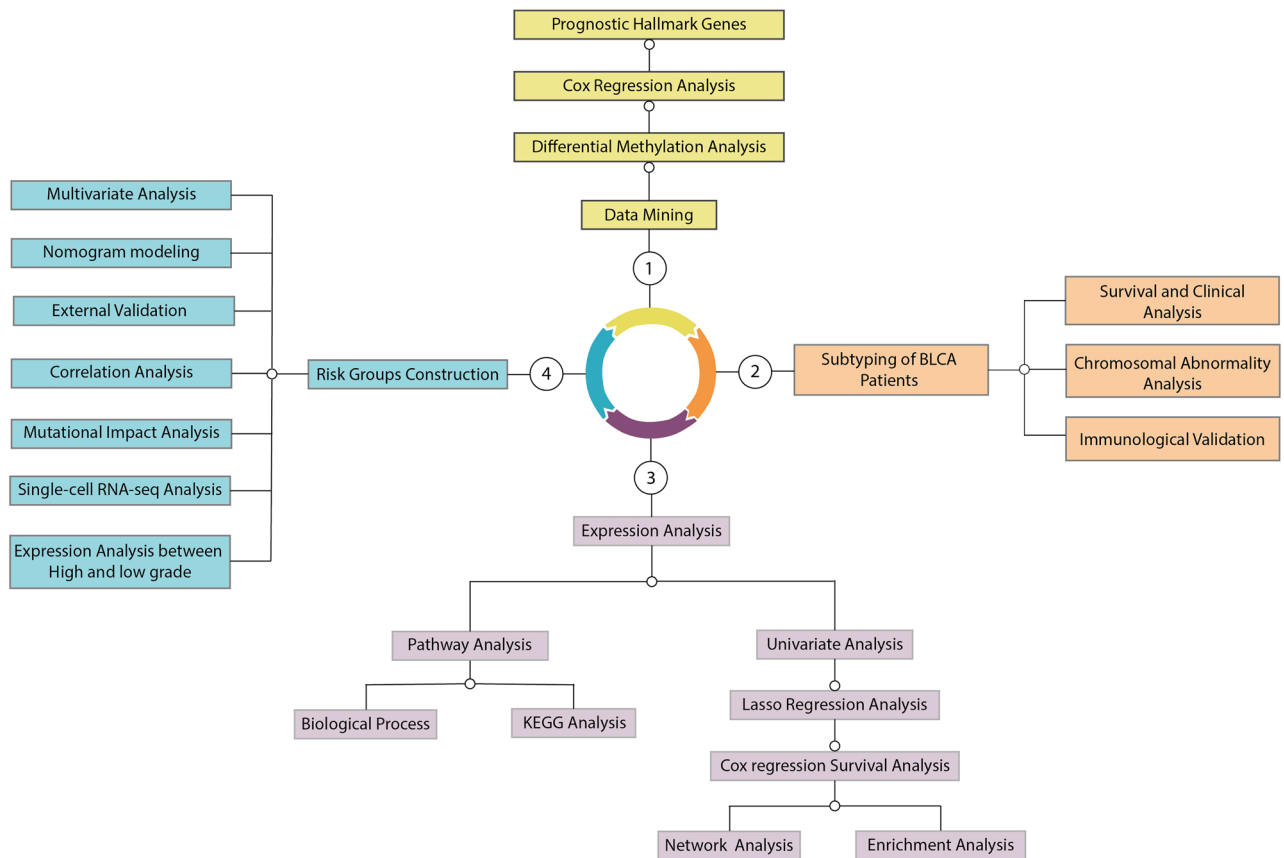 Prognostic Hallmark Genes
Cox Regression Analysis
Differential Methylation Analysis
Data Mining
1
Multivariate Analysis
Nomogram modeling
External Validation
Correlation Analysis
Mutational Impact Analysis
Single-cell RNA-seq Analysis
Expression Analysis between
High and low grade
Risk Groups Construction
4
2
Subtyping of BLCA
Patients
Survival and Clinical
Analysis
Chromosomal Abnormality
Analysis
Immunological Validation
3
Expression Analysis
Pathway Analysis
Biological Process
KEGG Analysis
Univariate Analysis
Lasso Regression Analysis
Cox regression Survival Analysis
Network Analysis
Enrichment Analysis